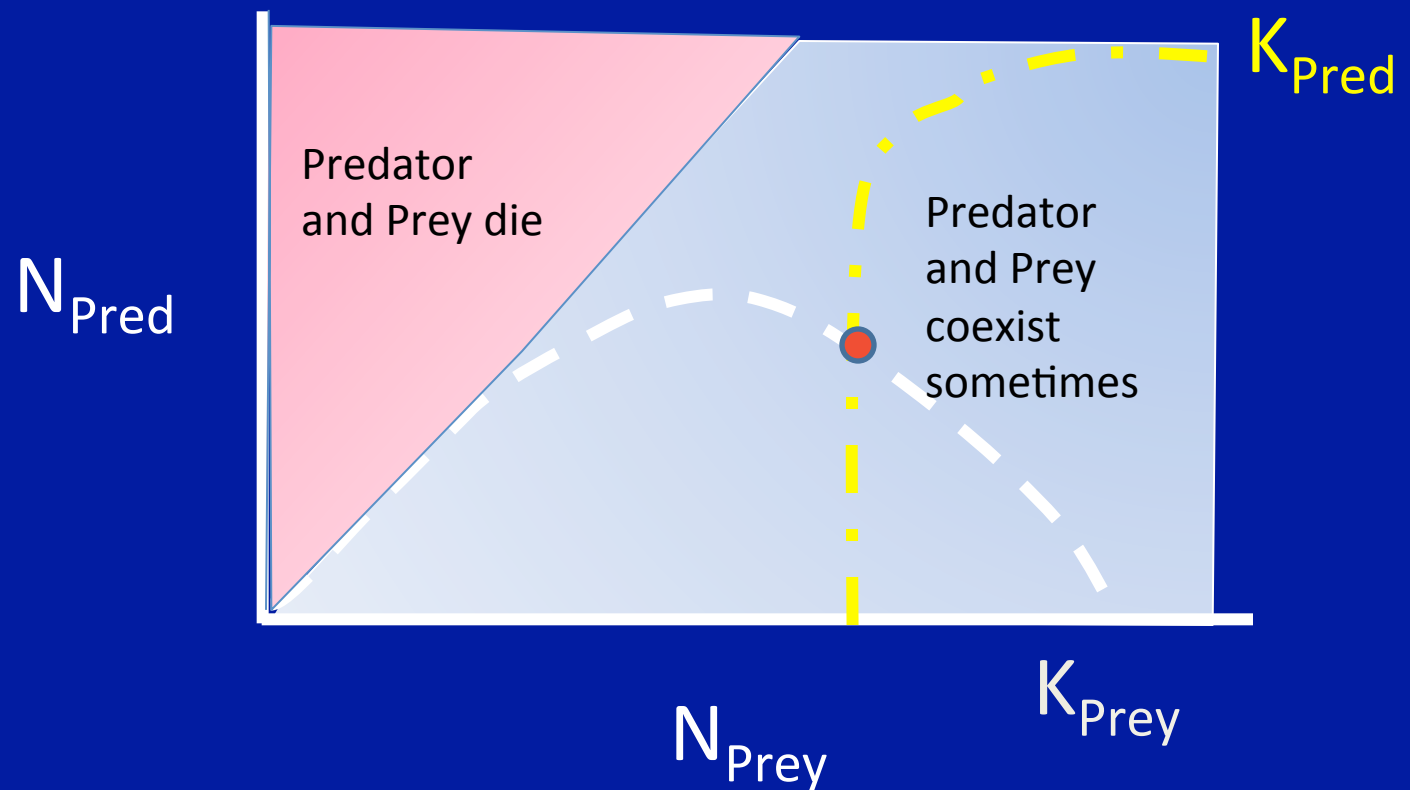 K Pred
Predator
and Prey die
Predator
and Prey
coexist
sometimes
N Pred
K Prey
N Prey